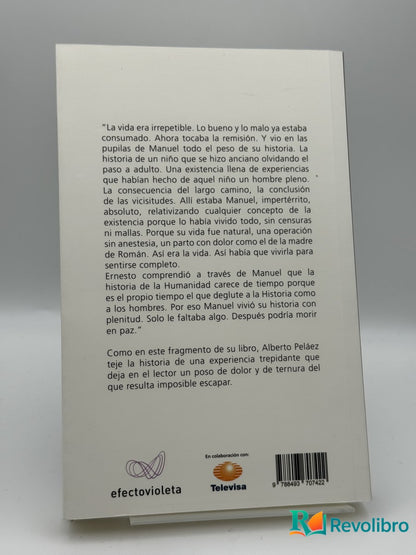 "La vida era irrepetible. Lo bueno y lo malo ya estaba
consumado. Ahora tocaba la remisión. Y vio en las
pupilas de Manuel todo el peso de su historia. La
historia de un niño que se hizo anciano olvidando el
paso a adulto. Una existencia llena de experiencias
que habían hecho de aquel niño un hombre pleno.
La consecuencia del largo camino, la conclusión
de las vicisitudes. Allí estaba Manuel, impertérrito,
absoluto, relativizando cualquier concepto de la
existencia porque lo había vivido todo, sin censuras
ni mallas. Porque su vida fue natural, una operación
sin anestesia, un parto con dolor como el de la madre
de Román. Así era la vida. Así había que vivirla para
sentirse completo.
Ernesto comprendió a través de Manuel que la
historia de la Humanidad carece de tiempo porque
es el propio tiempo el que deglute a la Historia como
a los hombres. Por eso Manuel vivió su historia con
plenitud. Solo le faltaba algo. Después podría morir
en paz."
Como en este fragmento de su libro, Alberto Peláez
teje la historia de una experiencia trepidante que
deja en el lector un poso de dolor y de ternura del
que resulta imposible escapar.
En colaboración con:
efectovioleta
Televisa
9 788493 707422
Revolibro